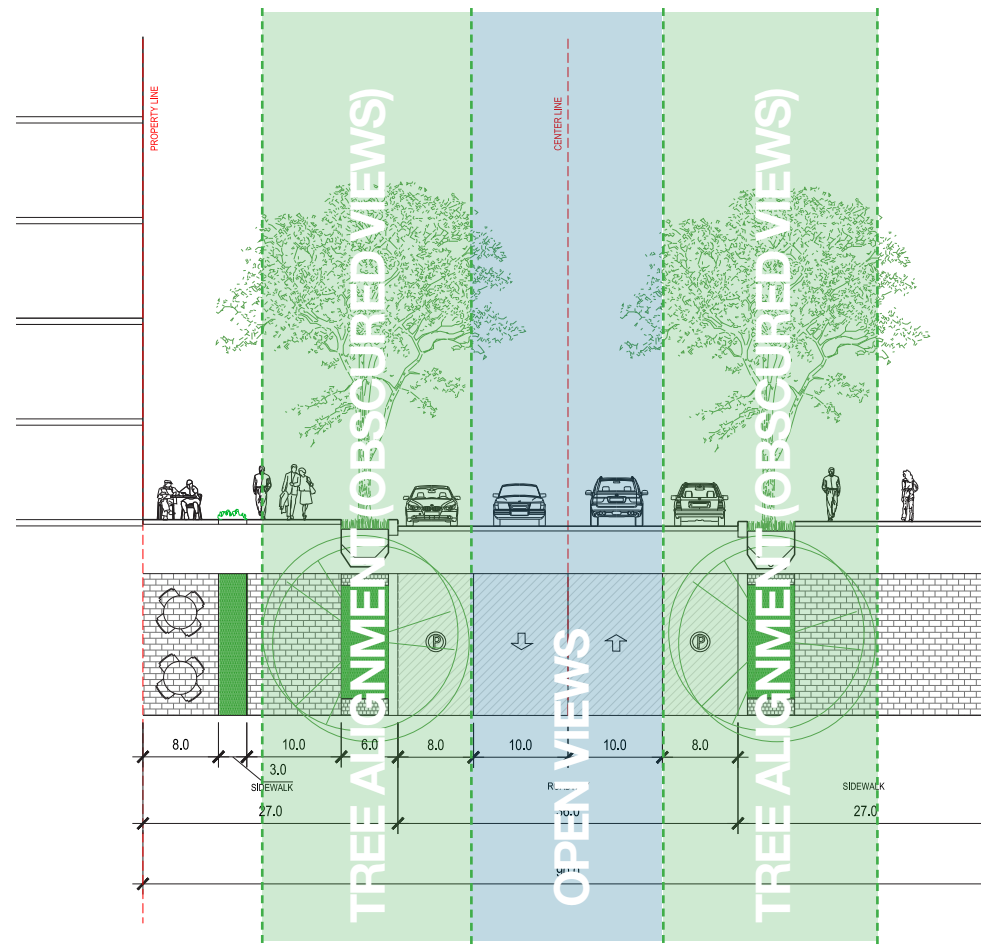 PROPERTY LINE
CENTER LINE
TREE ALIGNMENT (OBSCURED VIEWS)
OPEN VIEWS
TREE ALIGNMENT (OBSCURED VIEWS)
P
P
8.0
10.0
6.0
8.0
10.0
10.0
8.0
3.0
SIDEWALK
SIDEWALK
27.0
27.0